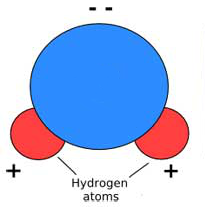 - -
+ +
Hydrogen
atoms